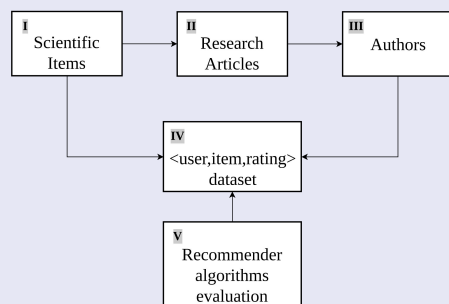 I
Scientific
Items
II
Research
Articles
III
Authors
IV
<user,item,rating>
dataset
V
Recommender
algorithms
evaluation